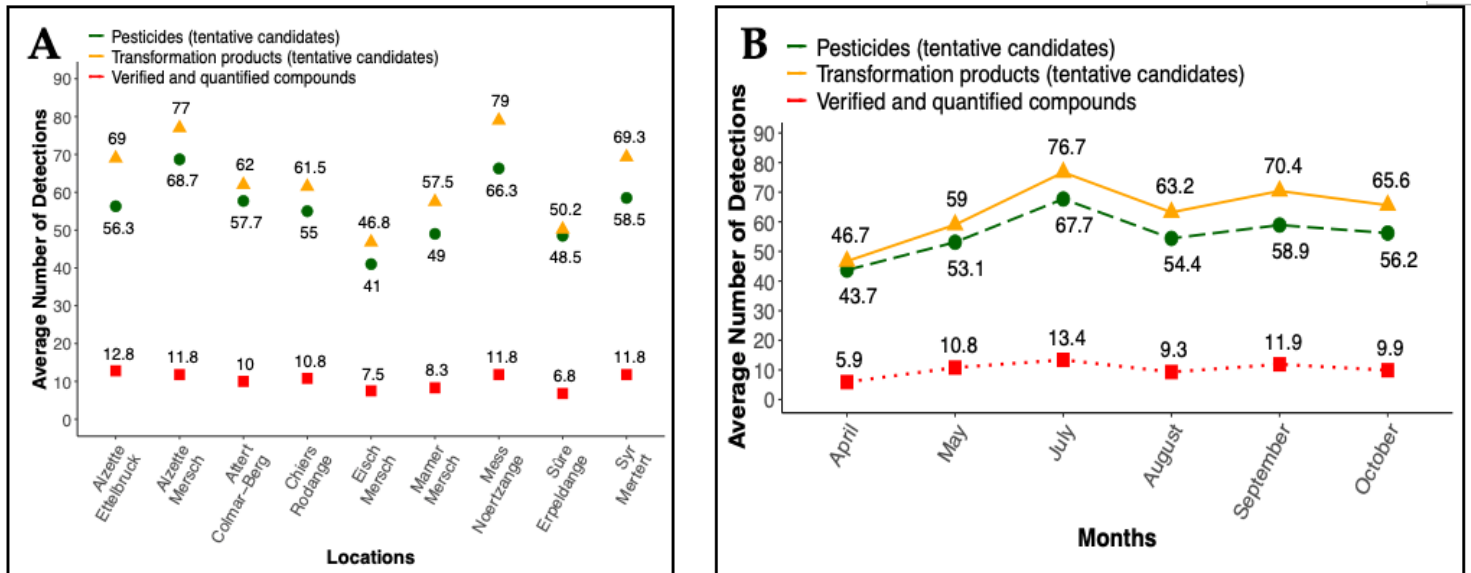 A
Pesticides (tentative candidates)
Transformation products (tentative candidates)
Verified and quantified compounds
Average Number of Detections
90
80
70
60
50
40
30
20
10
0
69
77
62
61.5
46.8
57.5
79
50.2
69.3
56.3
68.7
57.7
55
41
49
66.3
48.5
58.5
12.8
11.8
10
10.8
7.5
8.3
11.8
6.8
11.8
Alzette
Ettelbruck
Alzette
Mersch
Attert
Colmar-Berg
Chiers
Rodange
Eisch
Mersch
Mamer
Mersch
Mess
Noertzange
Sûre
Erpeldange
Syr
Mertert
Locations
B
Pesticides (tentative candidates)
Transformation products (tentative candidates)
Verified and quantified compounds
Average Number of Detections
90
80
70
60
50
40
30
20
10
0
46.7
59
76.7
63.2
70.4
65.6
43.7
53.1
67.7
54.4
58.9
56.2
5.9
10.8
13.4
9.3
11.9
9.9
April
May
July
August
September
October
Months